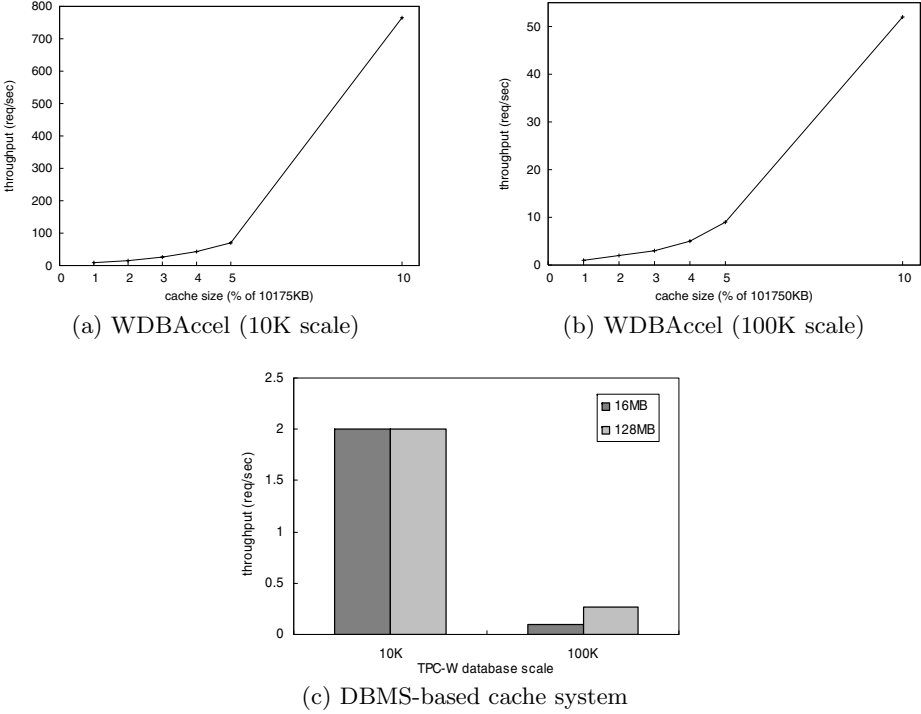 800
700
600
500
400
300
200
100
0
throughput (req/sec)
0 1 2 3 4 5 10
cache size (% of 10175KB)
(a) WDBAccel (10K scale)
50
40
30
20
10
0
throughput (req/sec)
0 1 2 3 4 5 10
cache size (% of 101750KB)
(b) WDBAccel (100K scale)
2.5
2
1.5
1
0.5
0
throughput (req/sec)
16MB
128MB
10K 100K
TPC-W database scale
(c) DBMS-based cache system